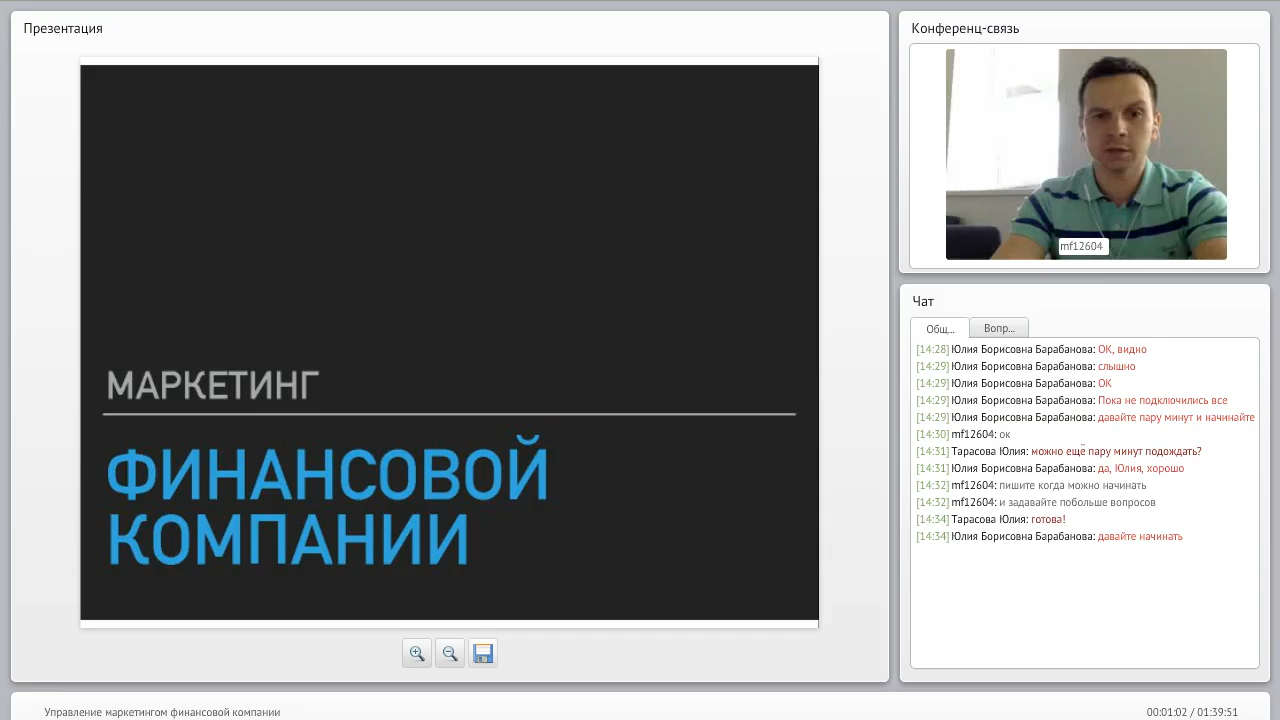 Презентация
МАРКЕТИНГ
ФИНАНСОВОЙ
КОМПАНИИ
Конференц-связь
mf12604
Чат
Общ...
Вопр...
[14:28] Юлия Борисовна Барабанова: ОК, видно
[14:29] Юлия Борисовна Барабанова: слышно
[14:29] Юлия Борисовна Барабанова: ОК
[14:29] Юлия Борисовна Барабанова: Пока не подключились все
[14:29] Юлия Борисовна Барабанова: давайте пару минут и начинайте
[14:30] mf12604: ок
[14:31] Тарасова Юлия: можно ещё пару минут подождать?
[14:31] Юлия Борисовна Барабанова: да, Юлия, хорошо
[14:32] mf12604: пишите когда можно начинать
[14:32] mf12604: и задавайте побольше вопросов
[14:34] Тарасова Юлия: готова!
[14:34] Юлия Борисовна Барабанова: давайте начинать
Управление маркетингом финансовой компании
00:01:02 / 01:39:51